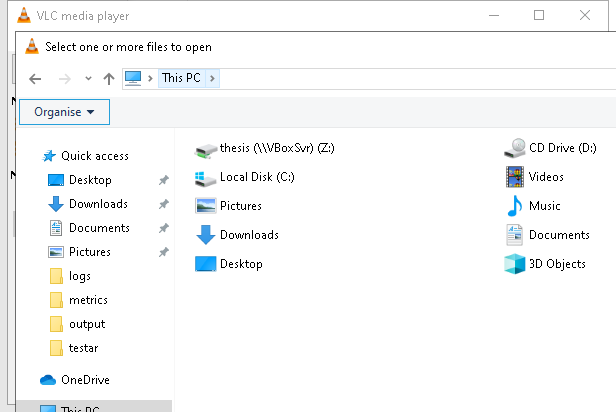 VLC media player
Select one or more files to open
This PC
Organise
Quick access
Desktop
Downloads
Documents
Pictures
logs
metrics
output
testar
OneDrive
This PC
thesis (\\VBoxSvr) (Z:)
CD Drive (D:)
Local Disk (C:)
Videos
Pictures
Music
Downloads
Documents
Desktop
3D Objects